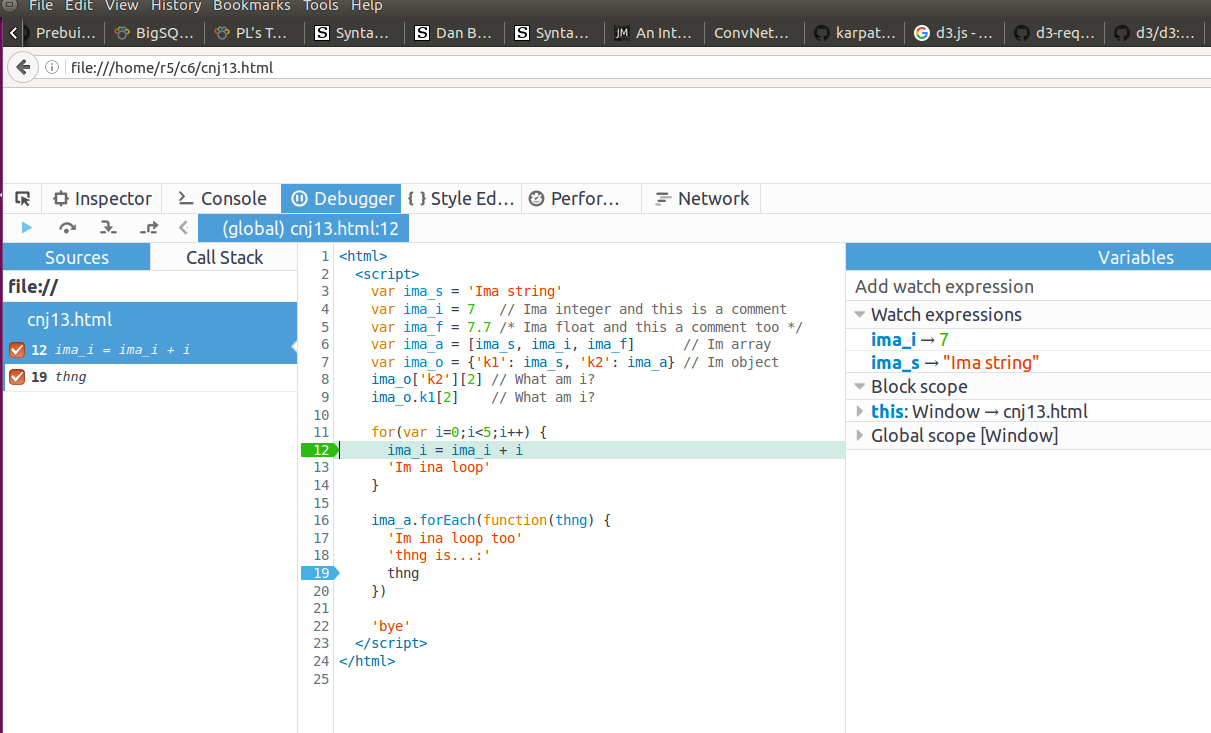 File Edit View History Bookmarks Tools Help
Prebui... BigSQ... PL's T... Synta... Dan B... Synta... JM An Int... ConvNet... karpat... d3.js - ... d3-req... d3/d3:...
file:///home/r5/c6/cnj13.html
Inspector Console Debugger { } Style Ed... Perfor... Network
(global) cnj13.html:12
Sources Call Stack
file://
cnj13.html
12 ima_i = ima_i + i
19 thng
1 <html>
2 <script>
3 var ima_s = 'Ima string'
4 var ima_i = 7 // Ima integer and this is a comment
5 var ima_f = 7.7 /* Ima float and this a comment too */
6 var ima_a = [ima_s, ima_i, ima_f] // Im array
7 var ima_o = {'k1': ima_s, 'k2': ima_a} // Im object
8 ima_o['k2'][2] // What am i?
9 ima_o.k1[2] // What am i?
10
11 for(var i=0;i<5;i++) {
12 ima_i = ima_i + i
13 'Im ina loop'
14 }
15
16 ima_a.forEach(function(thng) {
17 'Im ina loop too'
18 'thng is...:'
19 thng
20 })
21
22 'bye'
23 </script>
24 </html>
25
Variables
Add watch expression
Watch expressions
ima_i → 7
ima_s → "Ima string"
Block scope
this: Window → cnj13.html
Global scope [Window]